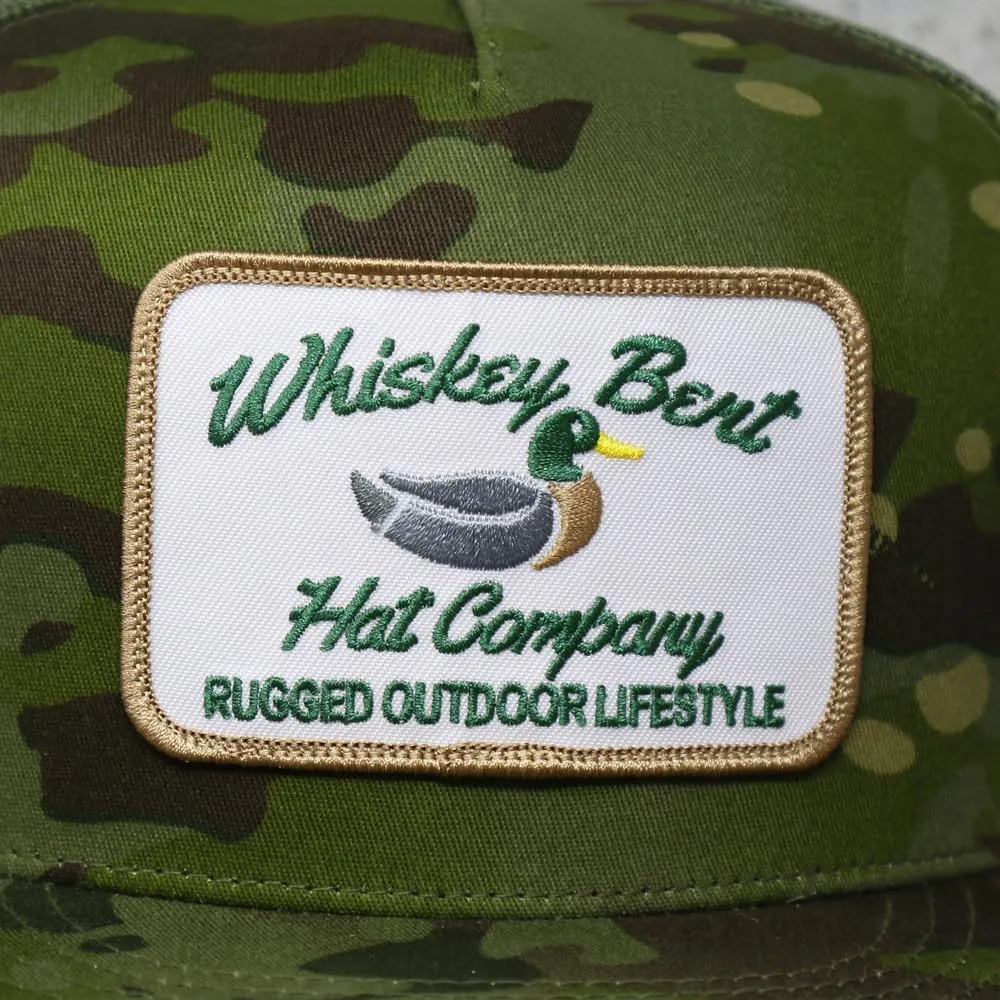 Whiskey Bent
Hat Company
RUGGED OUTDOOR LIFESTYLE